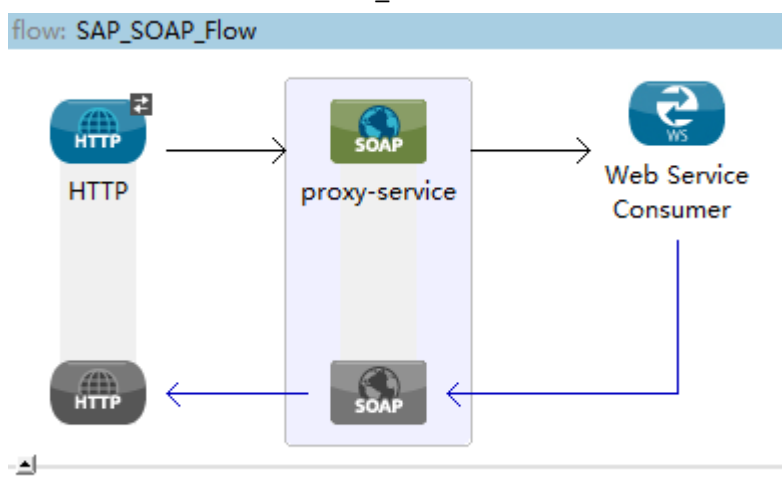 flow: SAP_SOAP_Flow
HTTP
SOAP
WS
HTTP
proxy-service
Web Service
Consumer
HTTP
SOAP